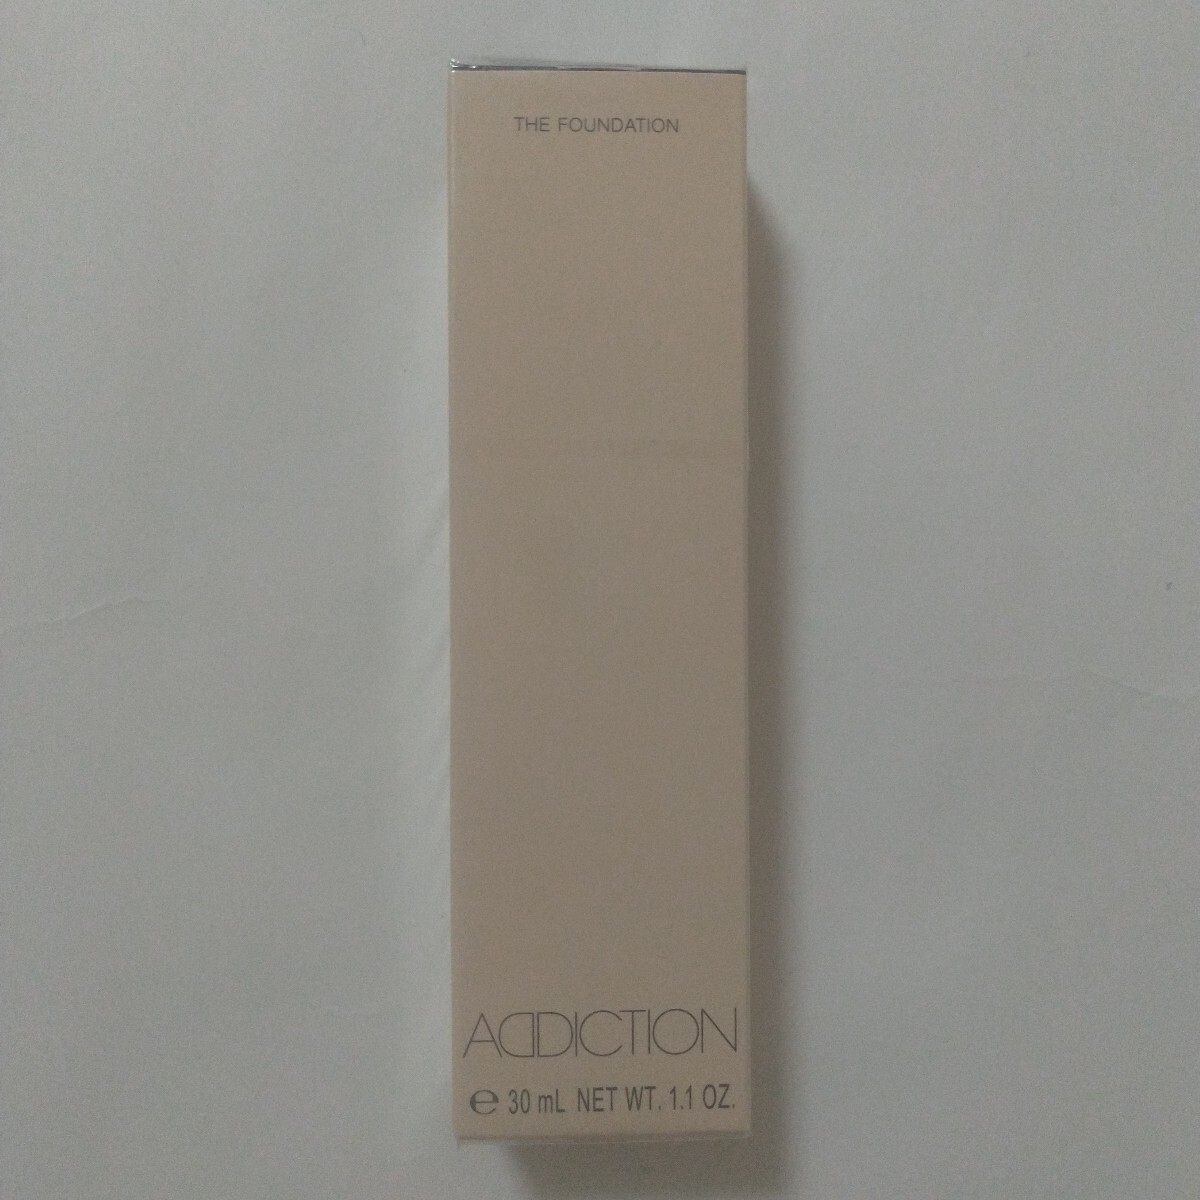 THE FOUNDATION
ADDICTION
℮ 30 mL NET WT. 1.1 OZ.